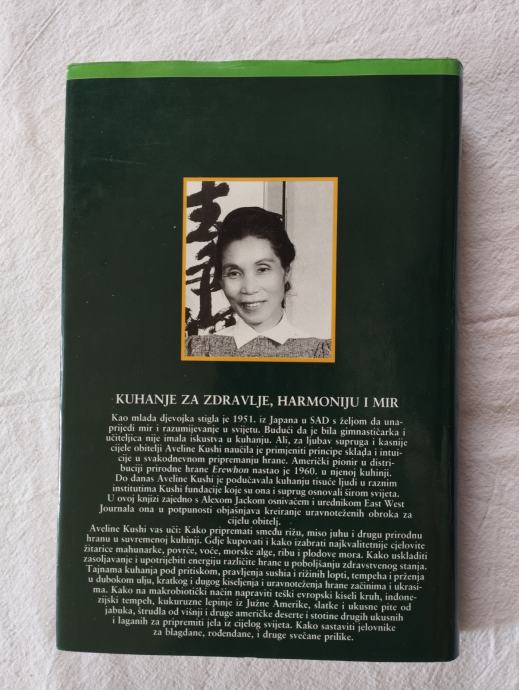 KUHANJE ZA ZDRAVLJE, HARMONIJU I MIR
Kao mlada djevojka stigla je 1951. iz Japana u SAD s željom da una-
prijedi mir i razumijevanje u svijetu. Budući da je bila gimnastičarka i
učiteljica nije imala iskustva u kuhanju. Ali, za ljubav supruga i kasnije
cijele obitelji Aveline Kushi naučila je primjeniti principe sklada i intui-
cije u svakodnevnom pripremanju hrane. Američki pionir u distri-
buciji prirodne hrane Erewhon nastao je 1960. u njenoj kuhinji.
Do danas Aveline Kushi je podučavala kuhanju tisuće ljudi u raznim
institutima Kushi fundacije koje su ona i suprug osnovali širom svijeta.
U ovoj knjizi zajedno s Alexom Jackom osnivačem i urednikom East West
Journala ona u potpunosti objašnjava kreiranje uravnoteženih obroka za
cijelu obitelj.
Aveline Kushi vas uči: Kako pripremati smeđu rižu, miso juhu i drugu prirodnu
hranu u suvremenoj kuhinji. Gdje kupovati i kako izabrati najkvalitetnije cjelovite
žitarice mahunarke, povrće, voće, morske alge, ribu i plodove mora. Kako uskladiti
zasoljavanje i upotrijebiti energiju različite hrane u poboljšanju zdravstvenog stanja.
Tajnama kuhanja pod pritiskom, pravljenja sushia i rižinih lopti, tempeha i prženja
u dubokom ulju, kratkog i dugog kiseljenja i uravnoteženja hrane začinima i ukrasi-
ma. Kako na makrobiotički način napraviti teški evropski kiseli kruh, indone-
zijski tempeh, kukuruzne lepinje iz Južne Amerike, slatke i ukusne pite od
jabuka, štrudla od višnji i druge američke deserte i stotine drugih ukusnih
i laganih za pripremiti jela iz cijelog svijeta. Kako sastaviti jelovnike
za blagdane, rođendane, i druge svečane prilike.